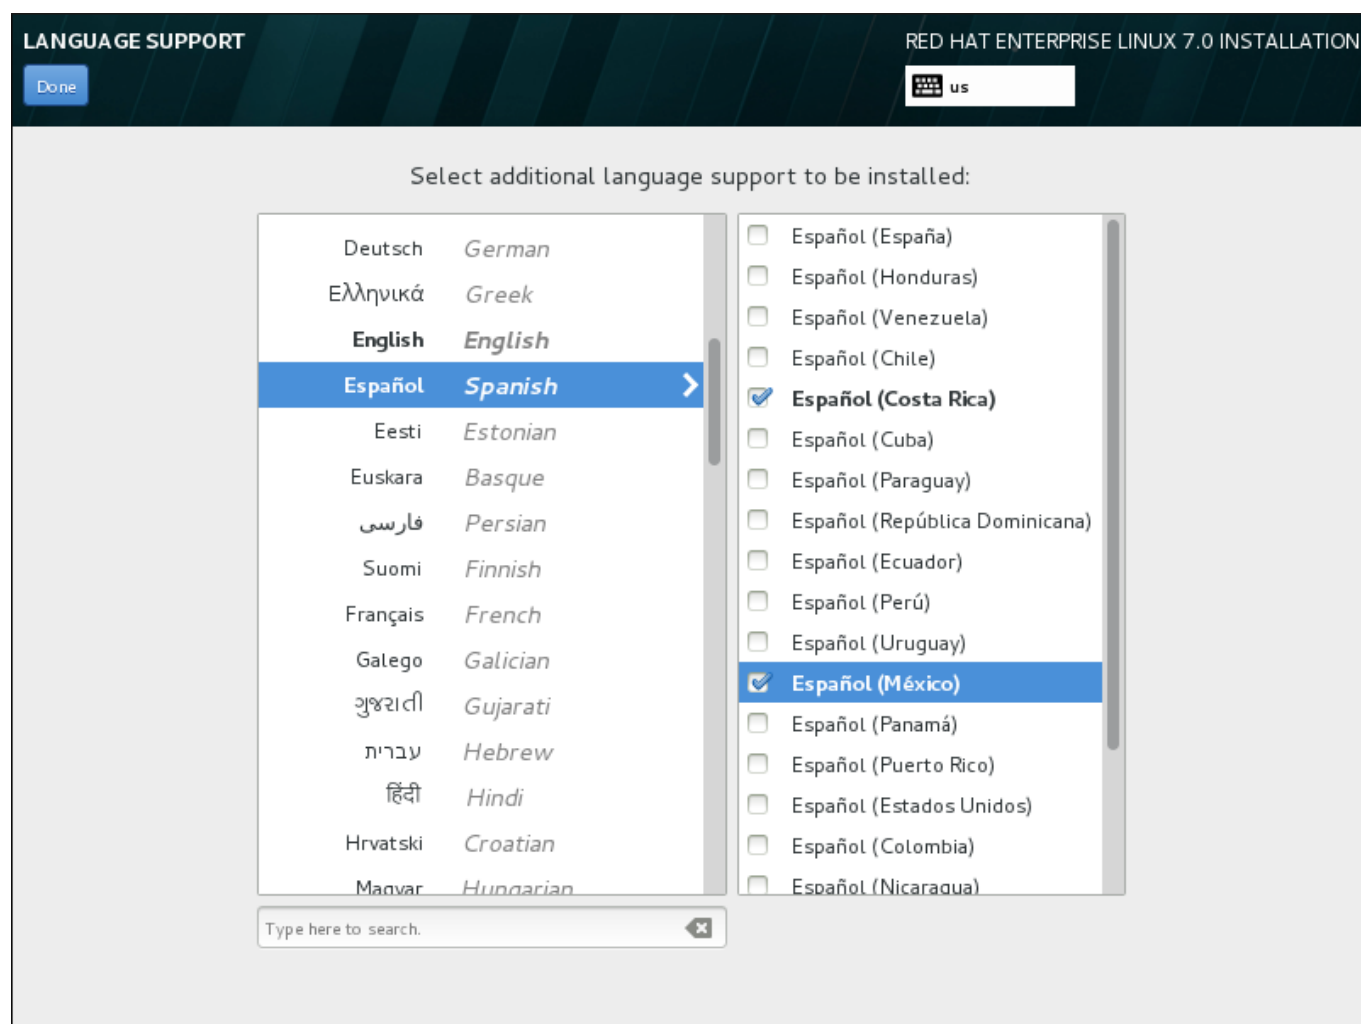 LANGUAGE SUPPORT
RED HAT ENTERPRISE LINUX 7.0 INSTALLATION
Done
us
Select additional language support to be installed:
Deutsch German
Ελληνικά Greek
English English
Español Spanish
Eesti Estonian
Euskara Basque
فارسی Persian
Suomi Finnish
Français French
Galego Galician
ગુજરાતી Gujarati
עברית Hebrew
हिंदी Hindi
Hrvatski Croatian
Magyar Hungarian
Type here to search.
Español (España)
Español (Honduras)
Español (Venezuela)
Español (Chile)
Español (Costa Rica)
Español (Cuba)
Español (Paraguay)
Español (República Dominicana)
Español (Ecuador)
Español (Perú)
Español (Uruguay)
Español (México)
Español (Panamá)
Español (Puerto Rico)
Español (Estados Unidos)
Español (Colombia)
Español (Nicaragua)